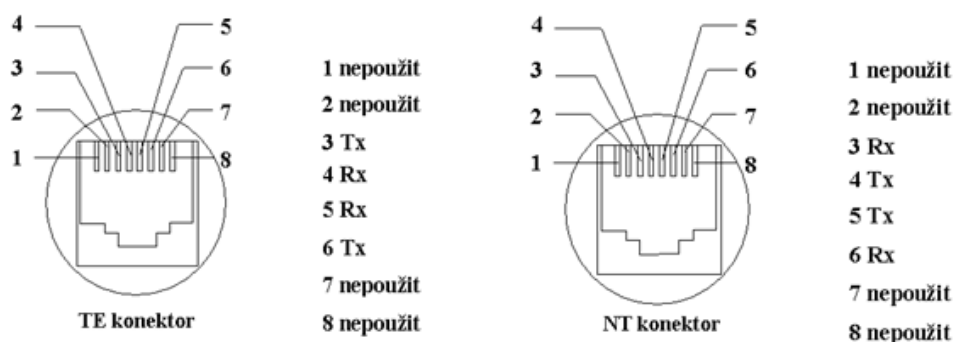 4
5
3
6
2
7
1
8
TE konektor
1 nepoužit
2 nepoužit
3 Tx
4 Rx
5 Rx
6 Tx
7 nepoužit
8 nepoužit
4
5
3
6
2
7
1
8
NT konektor
1 nepoužit
2 nepoužit
3 Rx
4 Tx
5 Tx
6 Rx
7 nepoužit
8 nepoužit